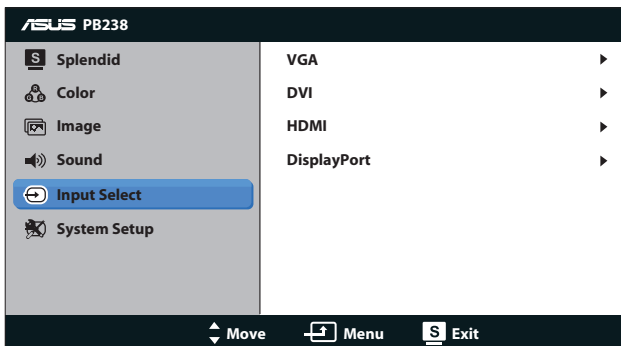 ASUS PB238
S Splendid
Color
Image
Sound
Input Select
System Setup
VGA
DVI
HDMI
DisplayPort
Move Menu S Exit